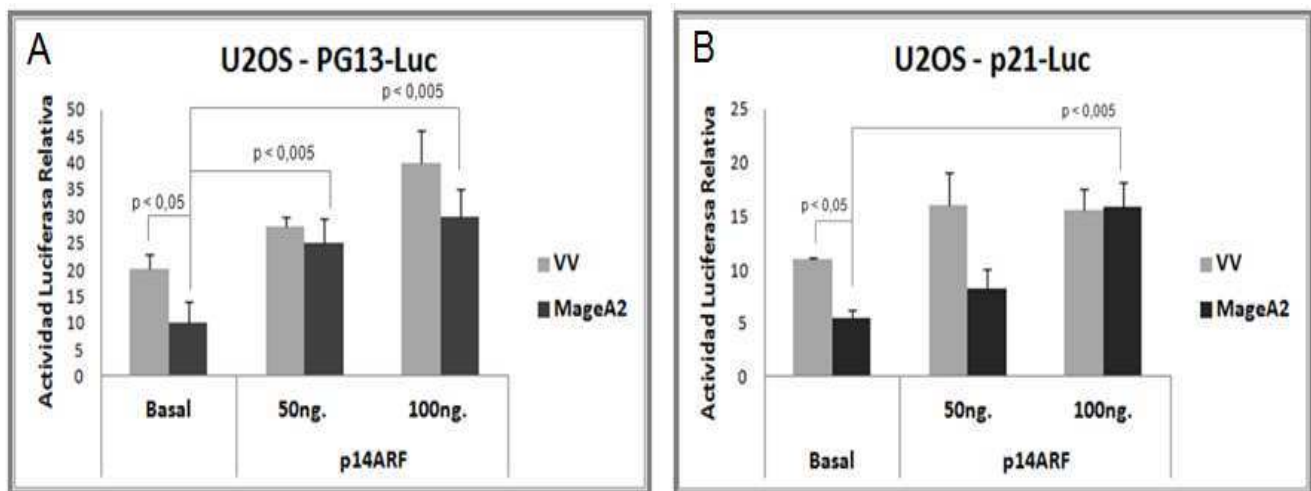 A
U2OS - PG13-Luc
p < 0,005
p < 0,005
p < 0,05
Actividad Luciferasa Relativa
50
45
40
35
30
25
20
15
10
5
0
VV
MageA2
Basal
50ng.
100ng.
p14ARF
B
U2OS - p21-Luc
p < 0,005
p < 0,05
Actividad Luciferasa Relativa
25
20
15
10
5
0
VV
MageA2
50ng.
100ng.
Basal
p14ARF